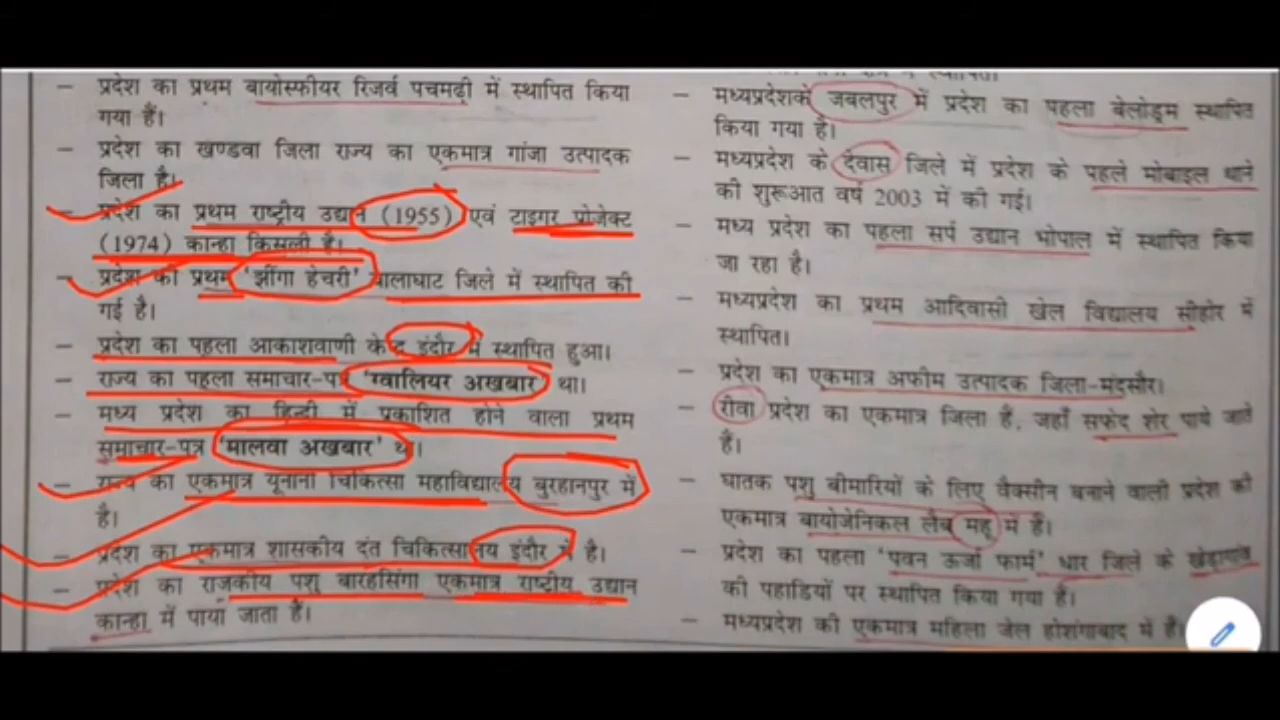 – प्रदेश का प्रथम बायोस्फीयर रिजर्व पचमढ़ी में स्थापित किया
गया हैं।
– प्रदेश का खण्डवा जिला राज्य का एकमात्र गांजा उत्पादक
जिला है।
– प्रदेश का प्रथम राष्ट्रीय उद्यान (1955) एवं टाइगर प्रोजेक्ट
(1974) कान्हा किसली है।
– प्रदेश की प्रथम 'झींगा हेचरी' बालाघाट जिले में स्थापित की
गई है।
– प्रदेश का पहला आकाशवाणी केन्द्र इंदौर में स्थापित हुआ।
– राज्य का पहला समाचार-पत्र 'ग्वालियर अखबार' था।
– मध्य प्रदेश का हिन्दी में प्रकाशित होने वाला प्रथम
समाचार-पत्र 'मालवा अखबार' था।
– राज्य का एकमात्र यूनानी चिकित्सा महाविद्यालय बुरहानपुर में
है।
– प्रदेश का एकमात्र शासकीय दंत चिकित्सालय इंदौर में है।
– प्रदेश का राजकीय पशु बारहसिंगा एकमात्र राष्ट्रीय उद्यान
कान्हा में पाया जाता है।
– मध्यप्रदेशके जबलपुर में प्रदेश का पहला बेलोड्रम स्थापित
किया गया है।
– मध्यप्रदेश के देवास जिले में प्रदेश के पहले मोबाइल थाने
की शुरूआत वर्ष 2003 में की गई।
– मध्य प्रदेश का पहला सर्प उद्यान भोपाल में स्थापित किया
जा रहा है।
– मध्यप्रदेश का प्रथम आदिवासी खेल विद्यालय सीहोर में
स्थापित।
– प्रदेश का एकमात्र अफीम उत्पादक जिला-मंदसौर।
– रीवा प्रदेश का एकमात्र जिला है, जहाँ सफेद शेर पाये जाते
है।
– घातक पशु बीमारियों के लिए वैक्सीन बनाने वाली प्रदेश की
एकमात्र बायोजेनिकल लैब महू में है।
– प्रदेश का पहला 'पवन ऊर्जा फार्म' धार जिले के
की पहाडियों पर स्थापित किया गया है।
– मध्यप्रदेश की एकमात्र महिला जेल होशंगाबाद में है।